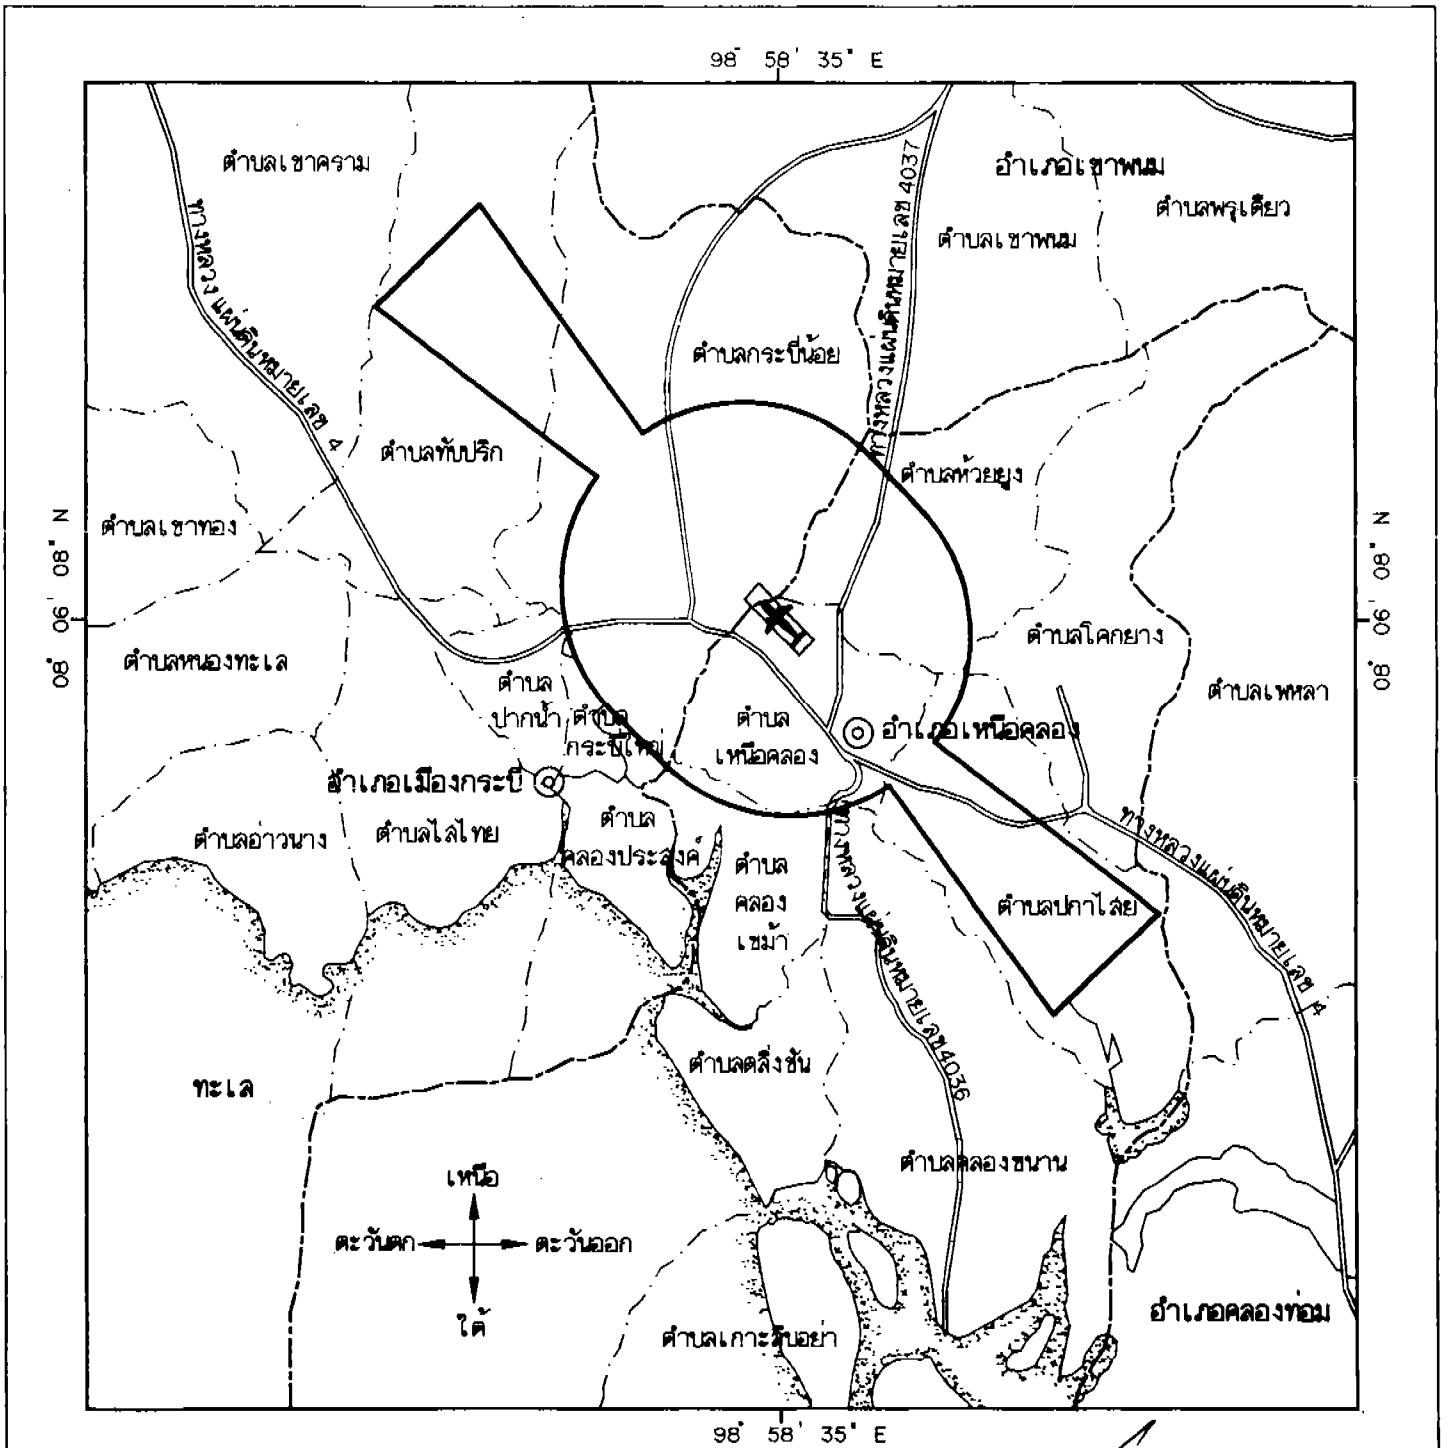 98° 58' 35" E
ตำบลเขาคราม
อำเภอเขาพนม
ตำบลพรุเตียว
ตำบลเขาพนม
ทางหลวงแผ่นดินหมายเลข 4037
ทางหลวงแผ่นดินหมายเลข 4
ตำบลกระบี่น้อย
ตำบลทับปริก
ตำบลห้วยยูง
ตำบลเขาทอง
08° 06' 08" N
08° 06' 08" N
ตำบลหนองทะเล
ตำบลโคกยาง
ตำบลเพหลา
ตำบล
ปากน้ำ
ตำบล
กระบี่ใหญ่
ตำบล
เหนือคลอง
อำเภอเหนือคลอง
อำเภอเมืองกระบี่
ตำบลอ่าวนาง
ตำบลไสไทย
ตำบล
คลองประสงค์
ตำบล
คลอง
เขม้า
ทางหลวงแผ่นดินหมายเลข 4
ตำบลปกาไสย
ทางหลวงแผ่นดินหมายเลข4036
ตำบลตลิ่งชัน
ทะเล
ตำบลคลองขนาน
เหนือ
ตะวันตก
ตะวันออก
ใต้
อำเภอคลองท่อม
ตำบลเกาะศรีบอยา
98° 58' 35" E